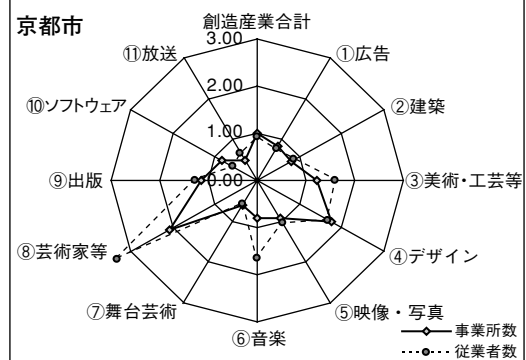 京都市
創造産業合計
3.00
2.00
1.00
0.00
①広告
②建築
③美術・工芸等
④デザイン
⑤映像・写真
⑥音楽
⑦舞台芸術
⑧芸術家等
⑨出版
⑩ソフトウェア
⑪放送
事業所数
従業者数